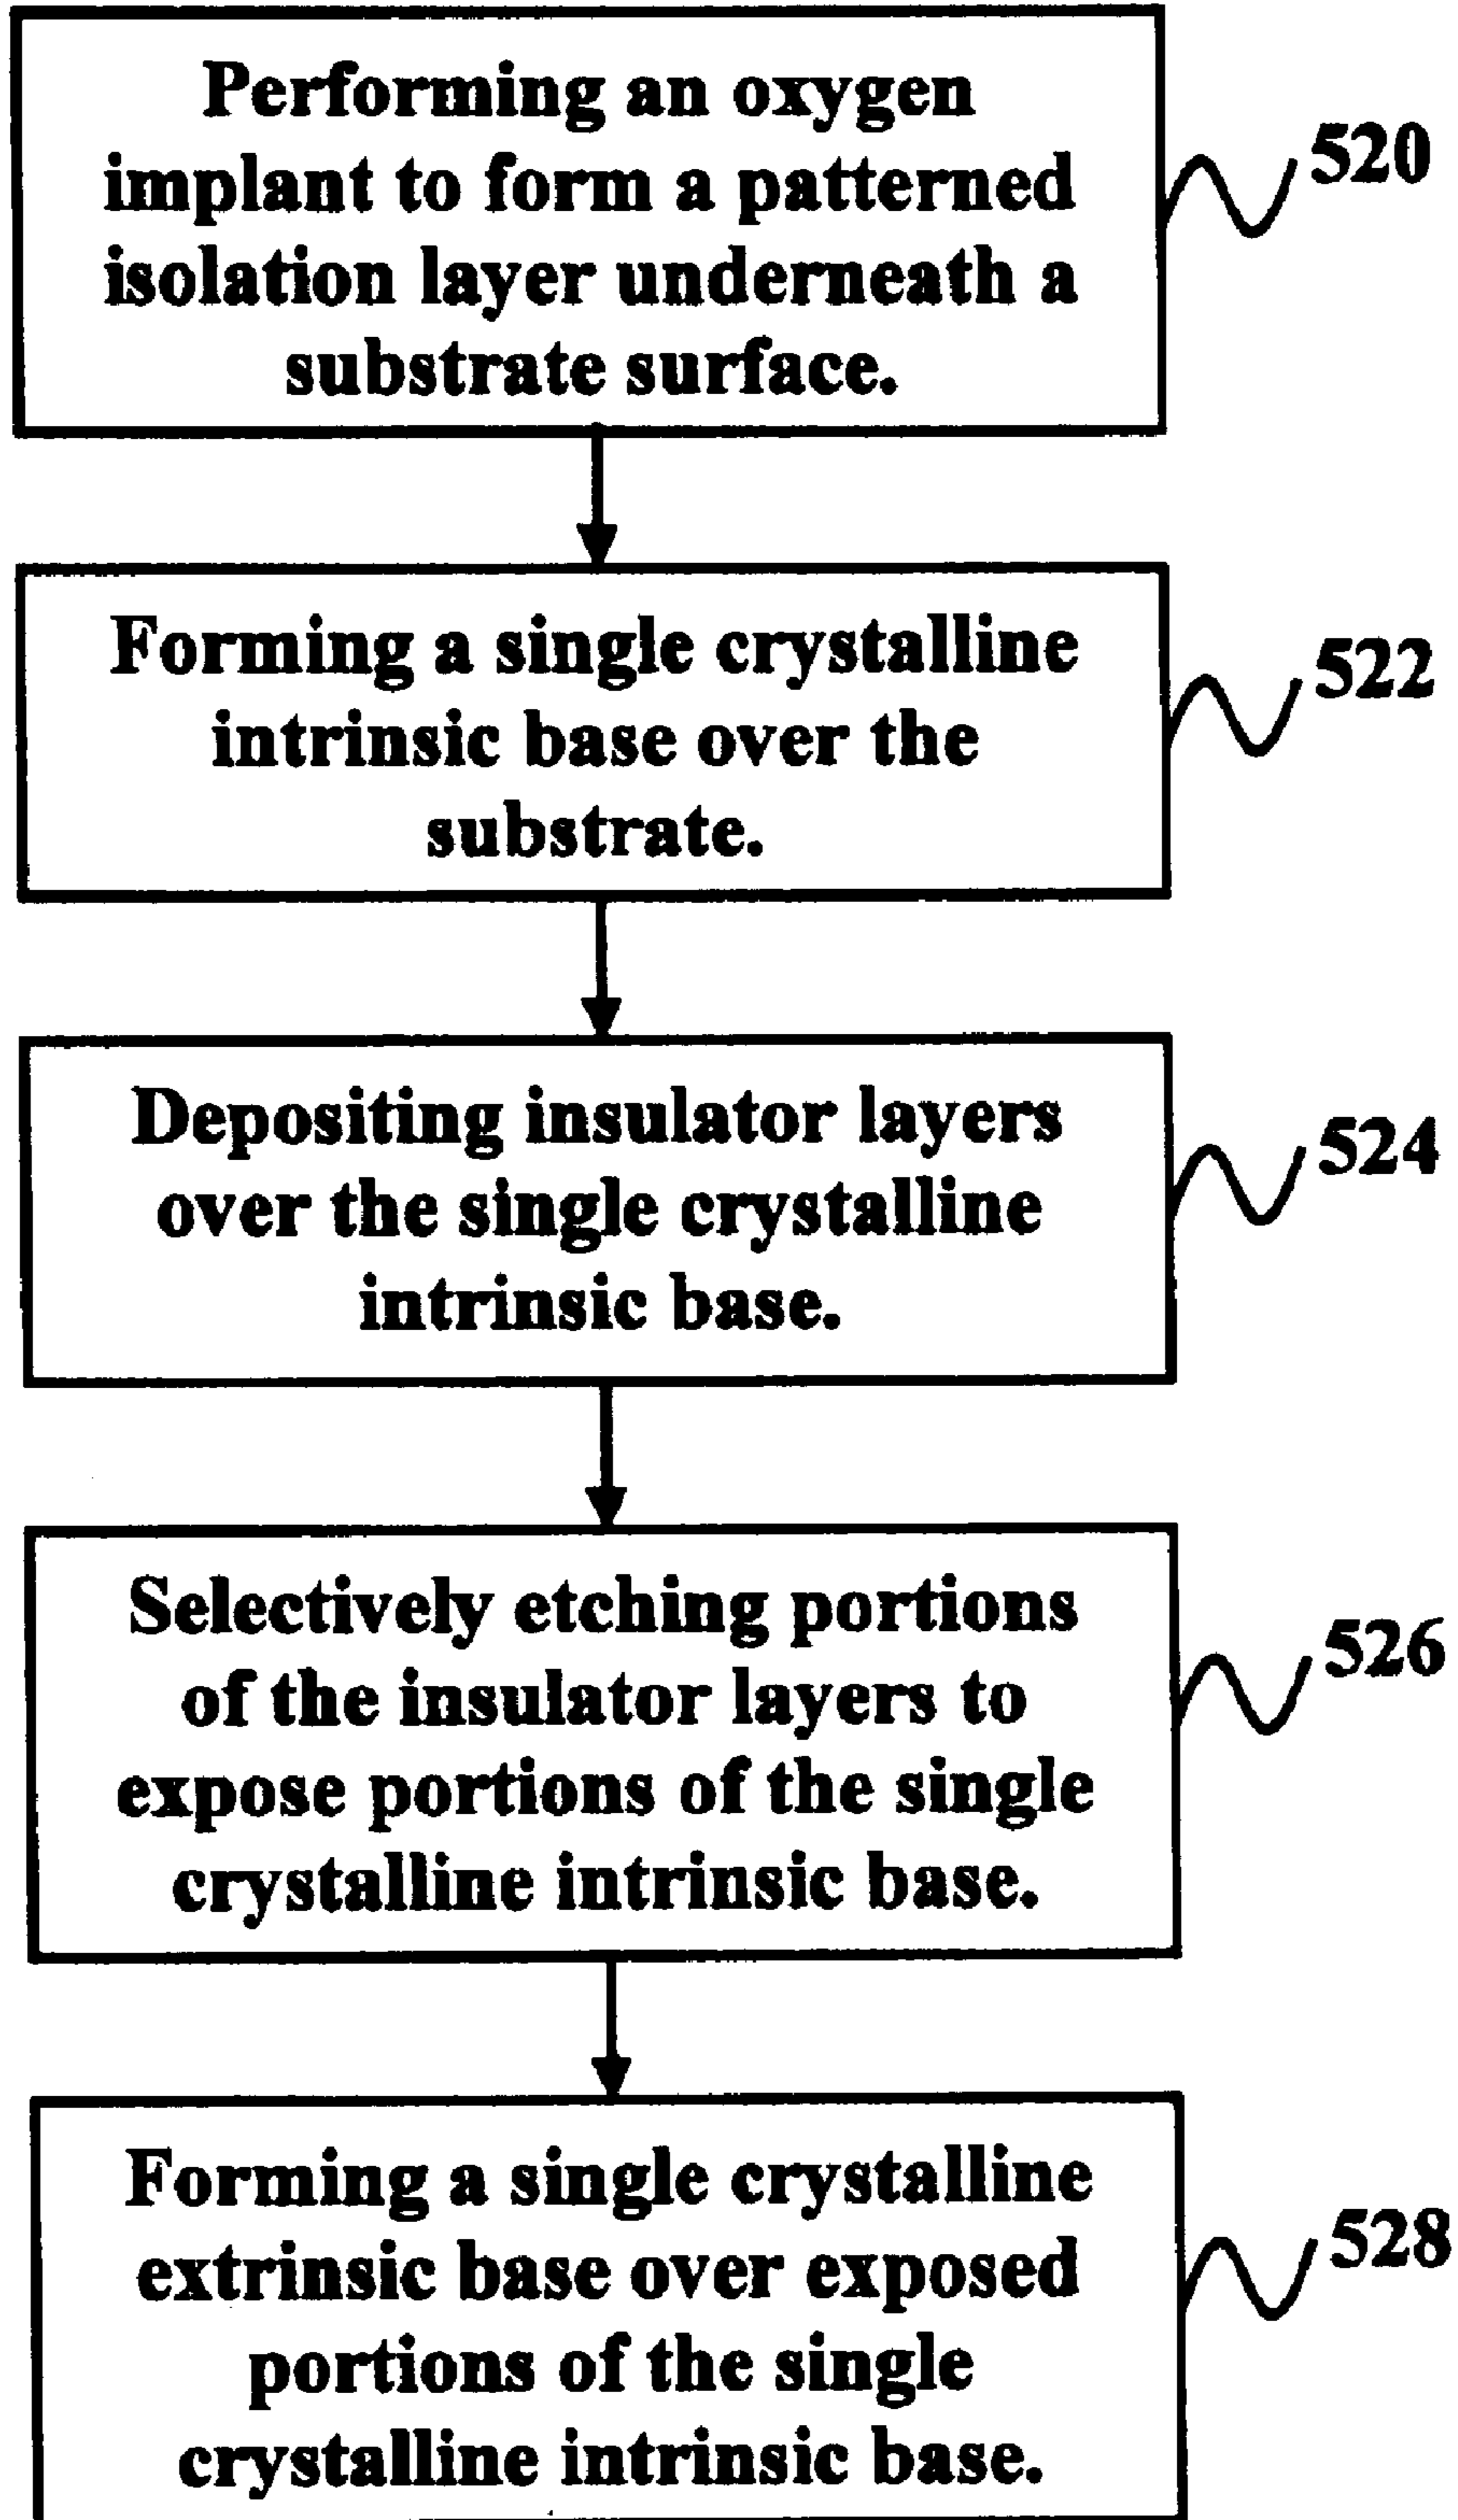 Performing an oxygen
implant to form a patterned
isolation layer underneath a
substrate surface.
520
Forming a single crystalline
intrinsic base over the
substrate.
522
Depositing insulator layers
over the single crystalline
intrinsic base.
524
Selectively etching portions
of the insulator layers to
expose portions of the single
crystalline intrinsic base.
526
Forming a single crystalline
extrinsic base over exposed
portions of the single
crystalline intrinsic base.
528